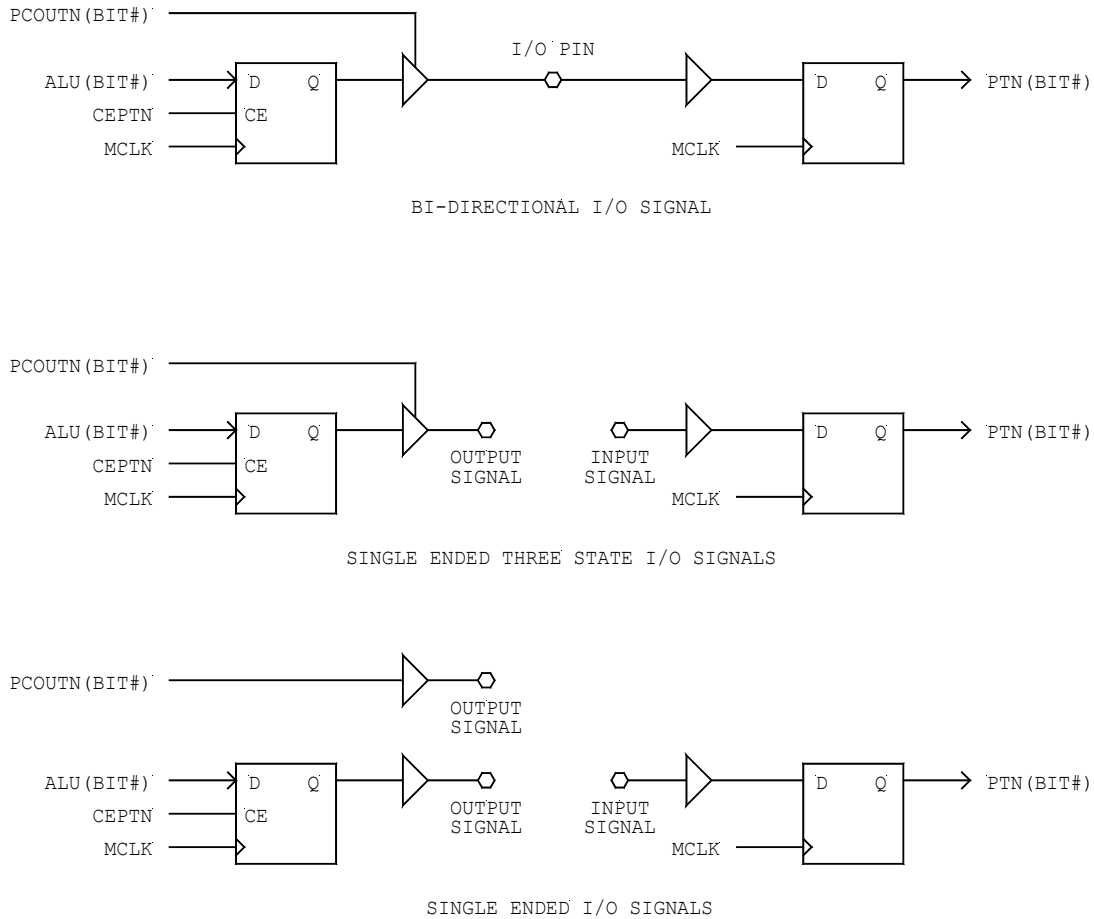 PCOUTN(BIT#)
I/O PIN
ALU(BIT#)
D
Q
D
Q
PTN(BIT#)
CEPTN
CE
MCLK
MCLK
BI-DIRECTIONAL I/O SIGNAL
PCOUTN(BIT#)
ALU(BIT#)
D
Q
D
Q
PTN(BIT#)
OUTPUT
SIGNAL
INPUT
SIGNAL
CEPTN
CE
MCLK
MCLK
SINGLE ENDED THREE STATE I/O SIGNALS
PCOUTN(BIT#)
OUTPUT
SIGNAL
ALU(BIT#)
D
Q
D
Q
PTN(BIT#)
OUTPUT
SIGNAL
INPUT
SIGNAL
CEPTN
CE
MCLK
MCLK
SINGLE ENDED I/O SIGNALS